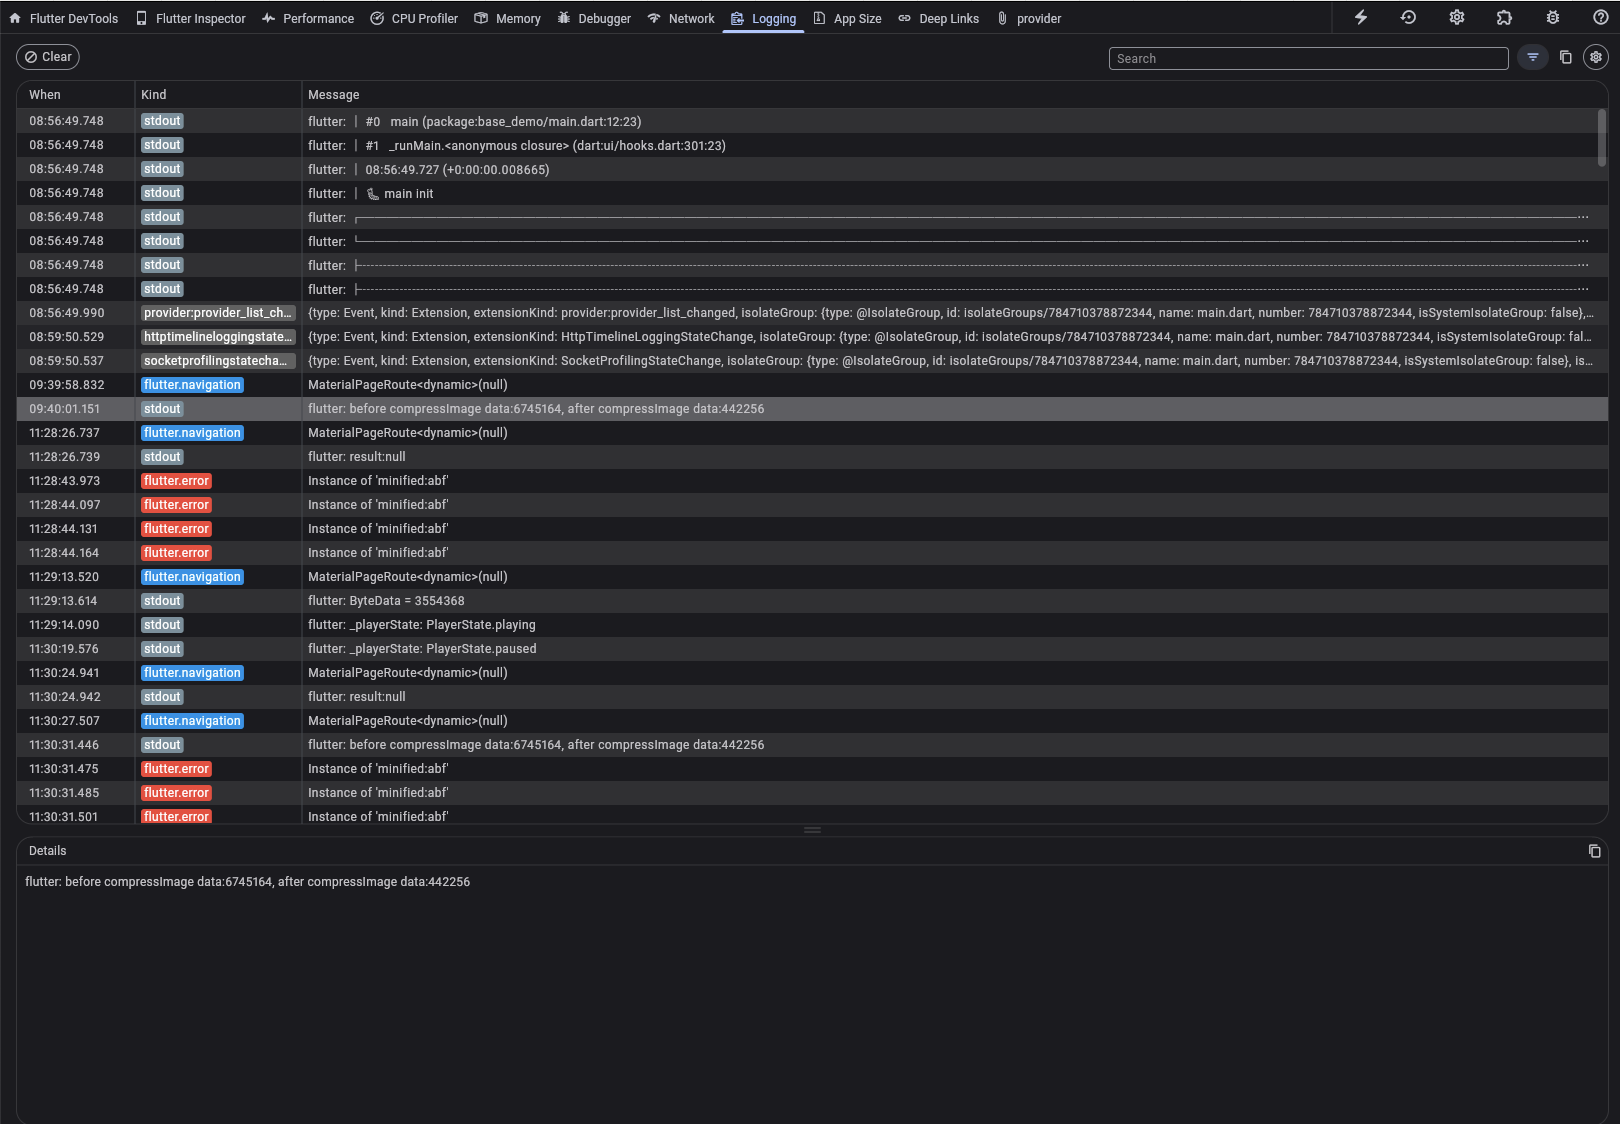 Flutter DevTools Flutter Inspector Performance CPU Profiler Memory Debugger Network Logging App Size Deep Links provider
Clear Search
When Kind Message
08:56:49.748 stdout flutter: │ #0 main (package:base_demo/main.dart:12:23)
08:56:49.748 stdout flutter: │ #1 _runMain.<anonymous closure> (dart:ui/hooks.dart:301:23)
08:56:49.748 stdout flutter: │ 08:56:49.727 (+0:00:00.008665)
08:56:49.748 stdout flutter: │ main init
08:56:49.748 stdout flutter: ┌───…
08:56:49.748 stdout flutter: └───…
08:56:49.748 stdout flutter: ├┄┄┄…
08:56:49.748 stdout flutter: ├┄┄┄…
08:56:49.990 provider:provider_list_ch... {type: Event, kind: Extension, extensionKind: provider:provider_list_changed, isolateGroup: {type: @IsolateGroup, id: isolateGroups/784710378872344, name: main.dart, number: 784710378872344, isSystemIsolateGroup: false},...
08:59:50.529 httptimelineloggingstate... {type: Event, kind: Extension, extensionKind: HttpTimelineLoggingStateChange, isolateGroup: {type: @IsolateGroup, id: isolateGroups/784710378872344, name: main.dart, number: 784710378872344, isSystemIsolateGroup: fal...
08:59:50.537 socketprofilingstatecha... {type: Event, kind: Extension, extensionKind: SocketProfilingStateChange, isolateGroup: {type: @IsolateGroup, id: isolateGroups/784710378872344, name: main.dart, number: 784710378872344, isSystemIsolateGroup: false}, is...
09:39:58.832 flutter.navigation MaterialPageRoute<dynamic>(null)
09:40:01.151 stdout flutter: before compressImage data:6745164, after compressImage data:442256
11:28:26.737 flutter.navigation MaterialPageRoute<dynamic>(null)
11:28:26.739 stdout flutter: result:null
11:28:43.973 flutter.error Instance of 'minified:abf'
11:28:44.097 flutter.error Instance of 'minified:abf'
11:28:44.131 flutter.error Instance of 'minified:abf'
11:28:44.164 flutter.error Instance of 'minified:abf'
11:29:13.520 flutter.navigation MaterialPageRoute<dynamic>(null)
11:29:13.614 stdout flutter: ByteData = 3554368
11:29:14.090 stdout flutter: _playerState: PlayerState.playing
11:30:19.576 stdout flutter: _playerState: PlayerState.paused
11:30:24.941 flutter.navigation MaterialPageRoute<dynamic>(null)
11:30:24.942 stdout flutter: result:null
11:30:27.507 flutter.navigation MaterialPageRoute<dynamic>(null)
11:30:31.446 stdout flutter: before compressImage data:6745164, after compressImage data:442256
11:30:31.475 flutter.error Instance of 'minified:abf'
11:30:31.485 flutter.error Instance of 'minified:abf'
11:30:31.501 flutter.error Instance of 'minified:abf'
Details
flutter: before compressImage data:6745164, after compressImage data:442256